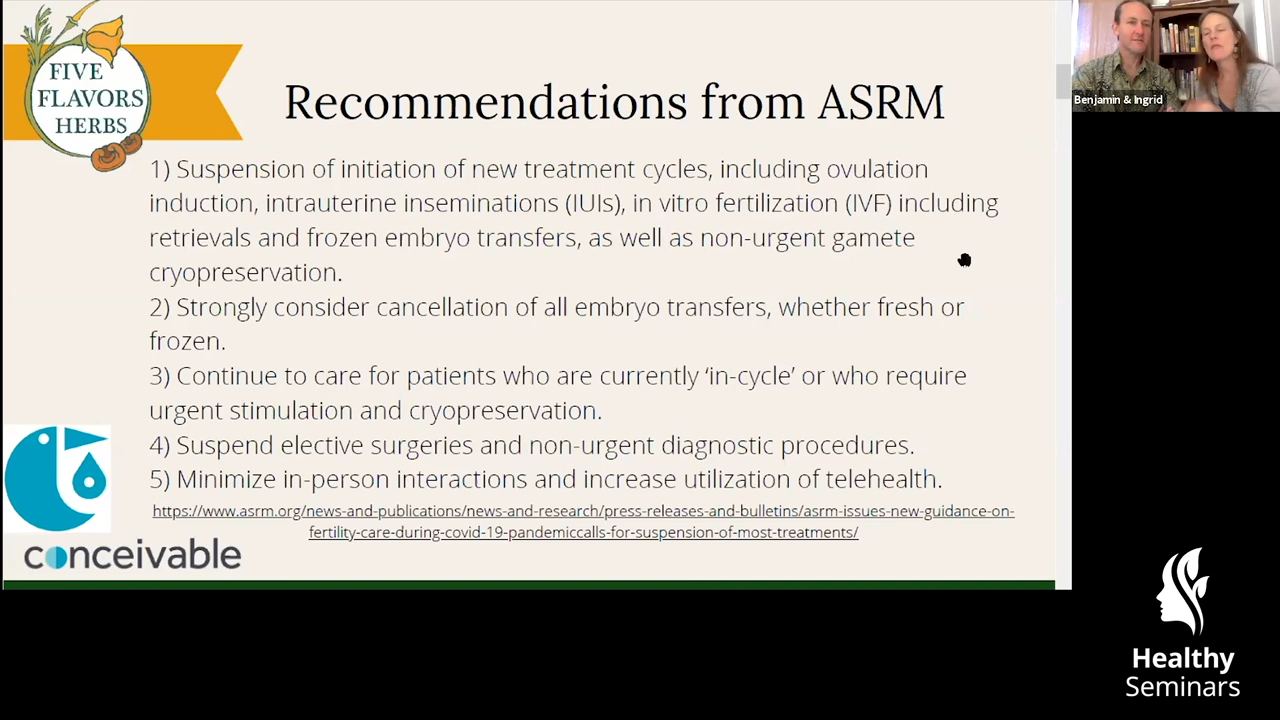 FIVE
FLAVORS
HERBS
Recommendations from ASRM
Benjamin & Ingrid
1) Suspension of initiation of new treatment cycles, including ovulation
induction, intrauterine inseminations (IUIs), in vitro fertilization (IVF) including
retrievals and frozen embryo transfers, as well as non-urgent gamete
cryopreservation.
2) Strongly consider cancellation of all embryo transfers, whether fresh or
frozen.
3) Continue to care for patients who are currently ‘in-cycle’ or who require
urgent stimulation and cryopreservation.
4) Suspend elective surgeries and non-urgent diagnostic procedures.
5) Minimize in-person interactions and increase utilization of telehealth.
https://www.asrm.org/news-and-publications/news-and-research/press-releases-and-bulletins/asrm-issues-new-guidance-on-
fertility-care-during-covid-19-pandemiccalls-for-suspension-of-most-treatments/
conceivable
Healthy
Seminars